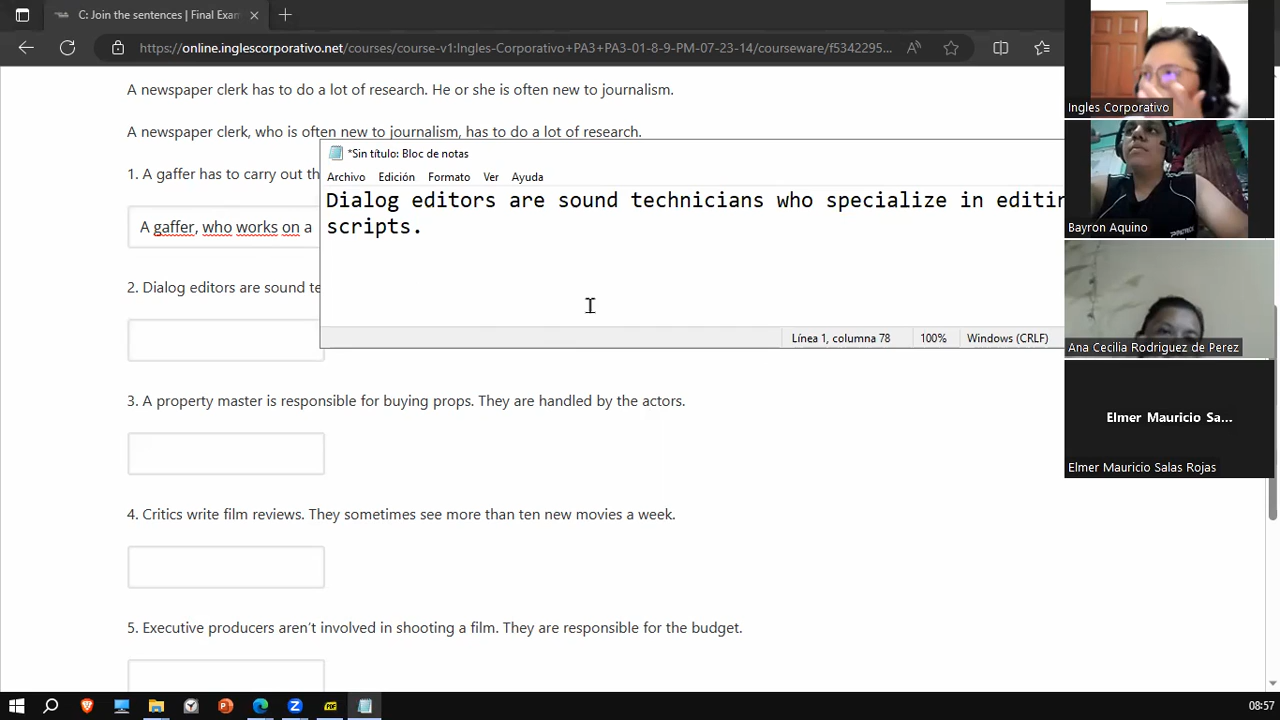 C: Join the sentences | Final Exa
https://online.inglescorporativo.net/courses/course-v1:Ingles-Corporativo+PA3+PA3-01-8-9-PM-07-23-14/courseware/f5342295...
A newspaper clerk has to do a lot of research. He or she is often new to journalism.
A newspaper clerk, who is often new to journalism, has to do a lot of research.
1. A gaffer has to carry out th
A gaffer, who works on a
2. Dialog editors are sound te
*Sin título: Bloc de notas
Archivo Edición Formato Ver Ayuda
Dialog editors are sound technicians who specialize in editin
scripts.
Línea 1, columna 78 100% Windows (CRLF)
3. A property master is responsible for buying props. They are handled by the actors.
4. Critics write film reviews. They sometimes see more than ten new movies a week.
5. Executive producers aren't involved in shooting a film. They are responsible for the budget.
Ingles Corporativo
Bayron Aquino
Ana Cecilia Rodriguez de Perez
Elmer Mauricio Sa...
Elmer Mauricio Salas Rojas
08:57